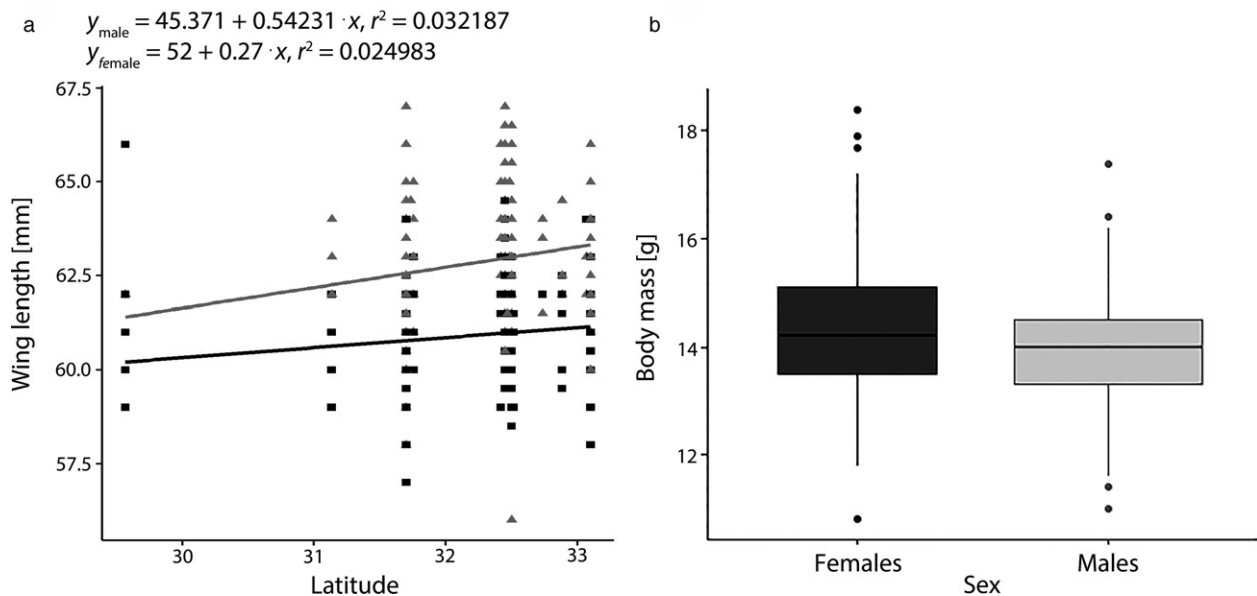 a
y_male = 45.371 + 0.54231 · x, r² = 0.032187
y_female = 52 + 0.27 · x, r² = 0.024983
67.5
65.0
62.5
60.0
57.5
Wing length [mm]
30 31 32 33
Latitude
b
18
16
14
12
Body mass [g]
Females Males
Sex